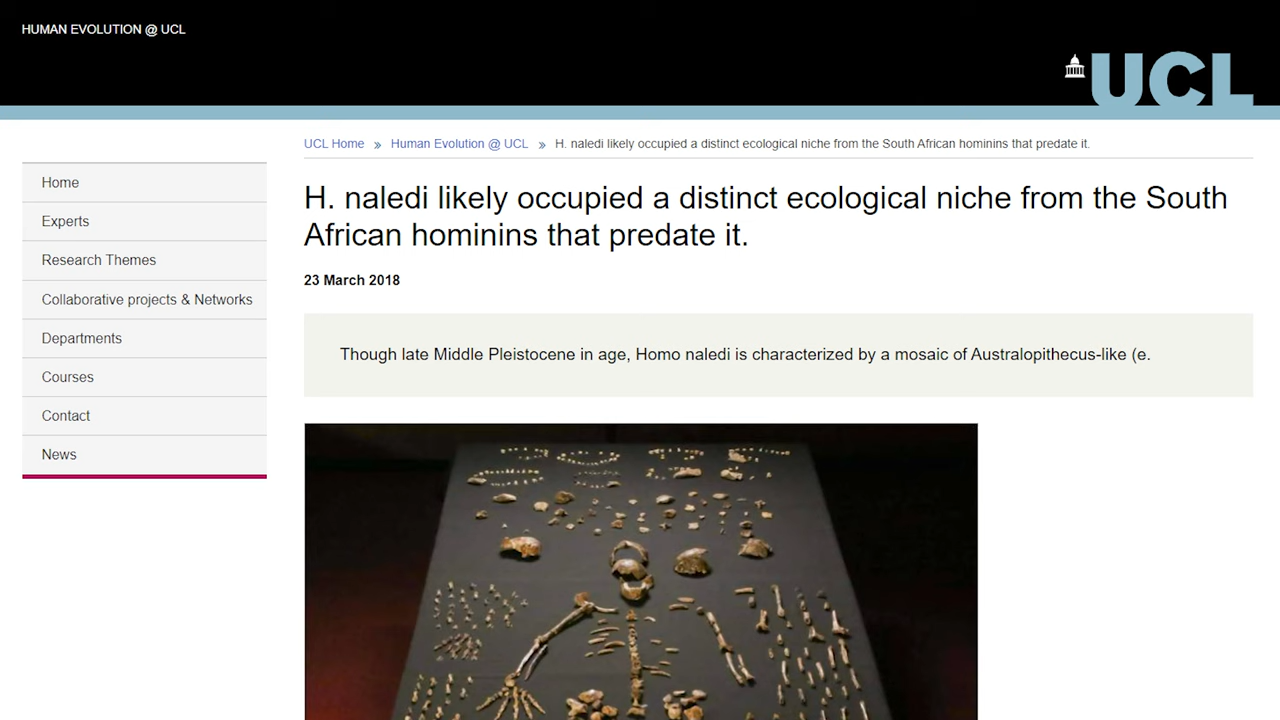 HUMAN EVOLUTION @ UCL
UCL
UCL Home » Human Evolution @ UCL » H. naledi likely occupied a distinct ecological niche from the South African hominins that predate it.
Home
Experts
Research Themes
Collaborative projects & Networks
Departments
Courses
Contact
News
H. naledi likely occupied a distinct ecological niche from the South
African hominins that predate it.
23 March 2018
Though late Middle Pleistocene in age, Homo naledi is characterized by a mosaic of Australopithecus-like (e.